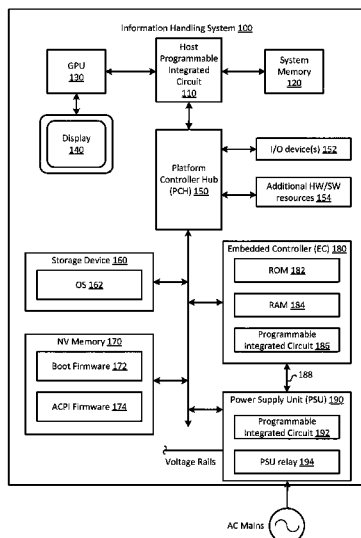 Information Handling System 100
GPU
130
Host
Programmable
Integrated
Circuit
110
System
Memory
120
Display
140
Platform
Controller Hub
(PCH)
150
I/O device(s) 152
Additional HW/SW
resources 154
Storage Device 160
OS 162
Embedded Controller (EC) 180
ROM 182
RAM 184
Programmable
Integrated Circuit
186
NV Memory 170
Boot Firmware 172
ACPI Firmware 174
188
Power Supply Unit (PSU) 190
Programmable
Integrated Circuit 192
PSU relay 194
Voltage Rails
AC Mains